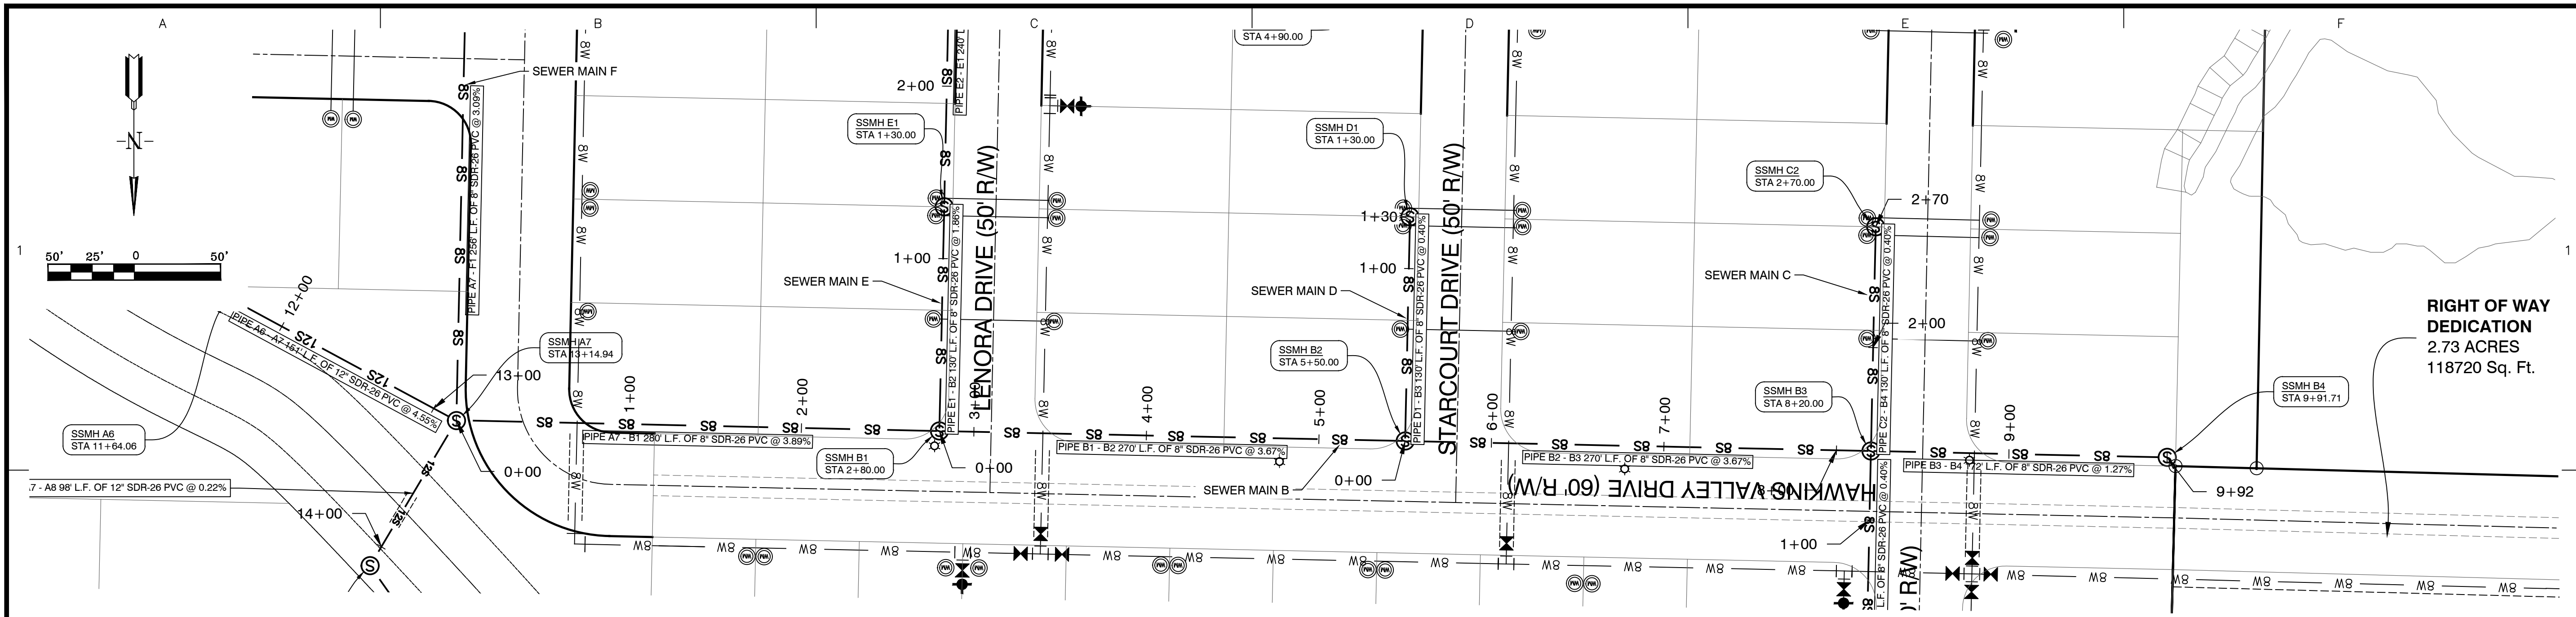 A
B
C
D
E
F
1
1
N
50' 25' 0 50'
SEWER MAIN F
8S
8W
2+00
STA 4+90.00
PIPE E2 - E1 240' L
SSMH E1
STA 1+30.00
SSMH D1
STA 1+30.00
SSMH C2
STA 2+70.00
PIPE A7 - F1 256' L.F. OF 8" SDR-26 PVC @ 3.09%
PIPE E1 - B2 130' L.F. OF 8" SDR-26 PVC @ 1.86%
PIPE D1 - B3 130' L.F. OF 8" SDR-26 PVC @ 0.40%
PIPE C2 - B4 130' L.F. OF 8" SDR-26 PVC @ 0.40%
LENORA DRIVE (50' R/W)
STARCOURT DRIVE (50' R/W)
HAWKINS VALLEY DRIVE (60' R/W)
1+00
1+30
1+00
2+70
2+00
SEWER MAIN E
SEWER MAIN D
SEWER MAIN C
12+00
12S
PIPE A6 - A7 151' L.F. OF 12" SDR-26 PVC @ 4.55%
SSMH A7
STA 13+14.94
13+00
SSMH A6
STA 11+64.06
0+00
7 - A8 98' L.F. OF 12" SDR-26 PVC @ 0.22%
14+00
12S
S
1+00
2+00
3+00
4+00
5+00
6+00
7+00
8+00
9+00
PIPE A7 - B1 280' L.F. OF 8" SDR-26 PVC @ 3.89%
SSMH B1
STA 2+80.00
0+00
PIPE B1 - B2 270' L.F. OF 8" SDR-26 PVC @ 3.67%
SSMH B2
STA 5+50.00
SEWER MAIN B
0+00
PIPE B2 - B3 270' L.F. OF 8" SDR-26 PVC @ 3.67%
SSMH B3
STA 8+20.00
PIPE B3 - B4 172' L.F. OF 8" SDR-26 PVC @ 1.27%
SSMH B4
STA 9+91.71
9+92
1+00
L.F. OF 8" SDR-26 PVC @ 0.40%
0' R/W)
RIGHT OF WAY
DEDICATION
2.73 ACRES
118720 Sq. Ft.
WM